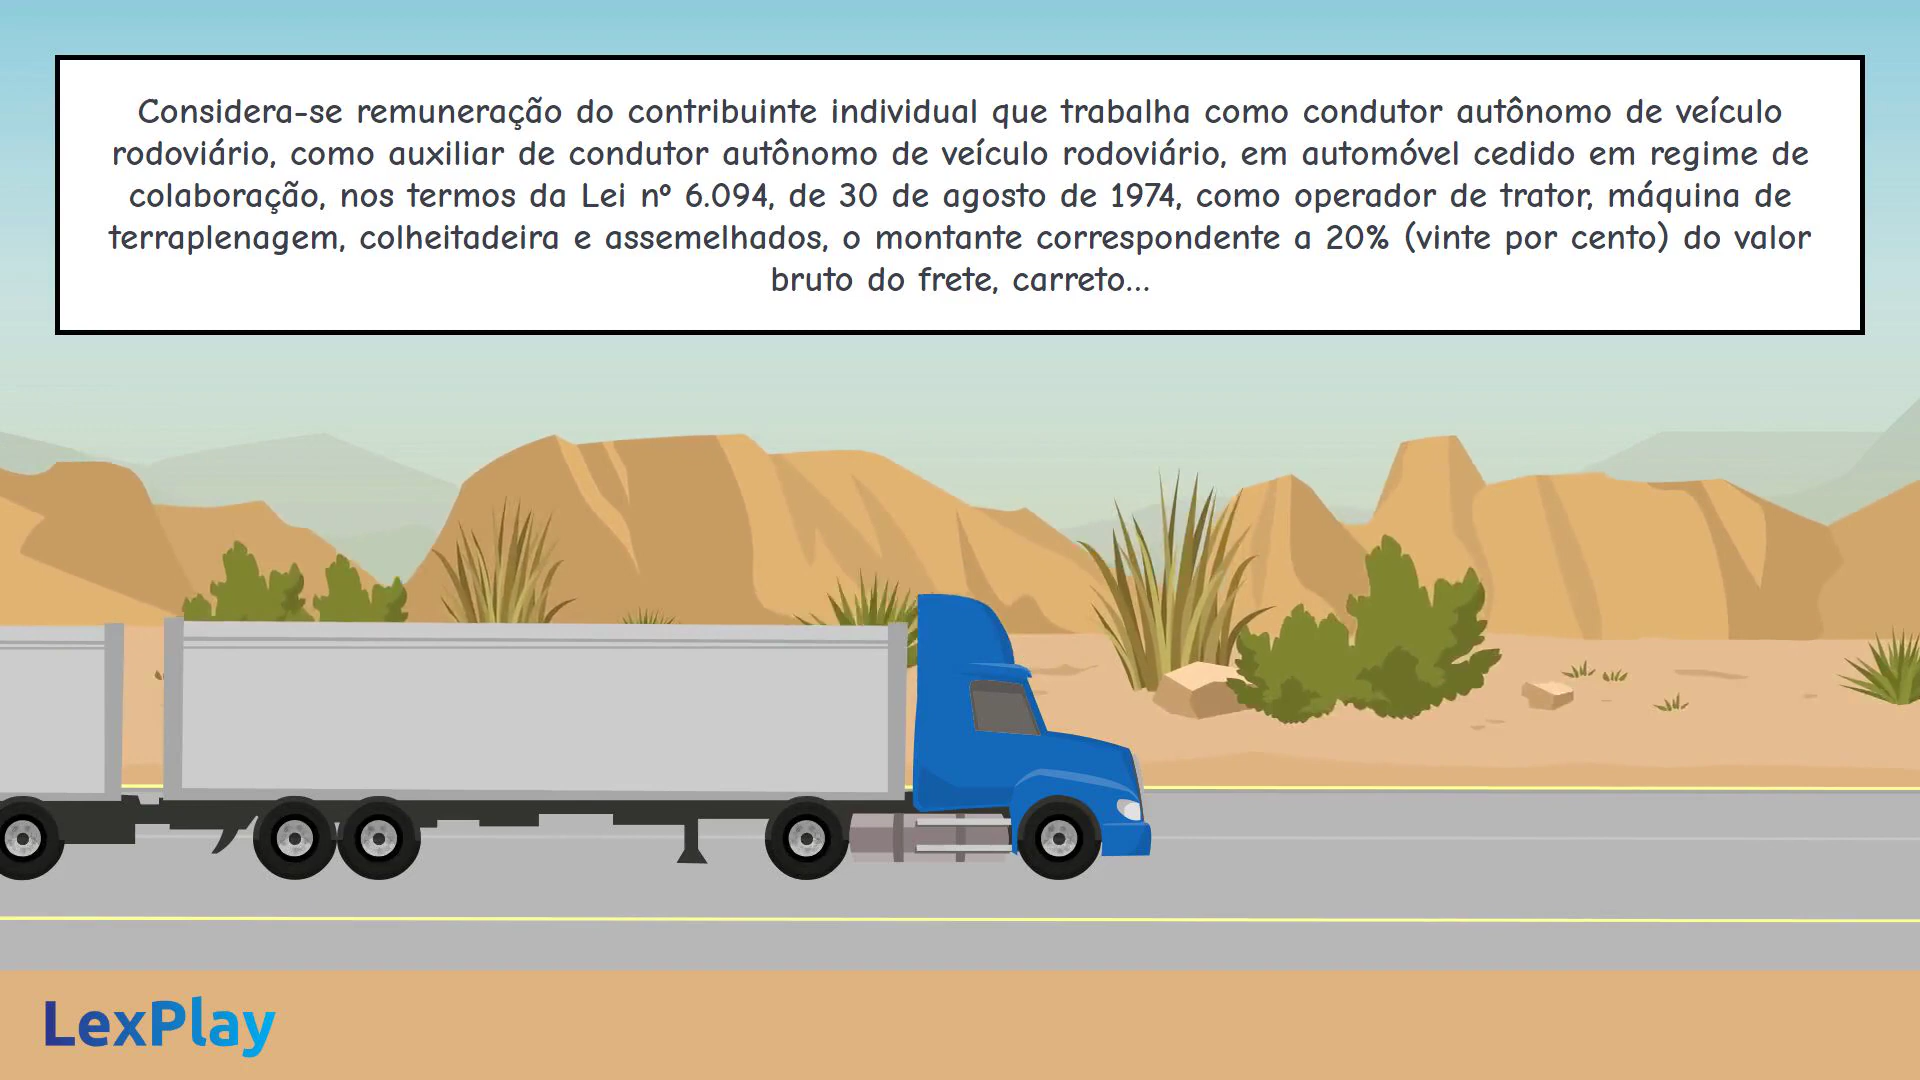 Considera-se remuneração do contribuinte individual que trabalha como condutor autônomo de veículo
rodoviário, como auxiliar de condutor autônomo de veículo rodoviário, em automóvel cedido em regime de
colaboração, nos termos da Lei nº 6.094, de 30 de agosto de 1974, como operador de trator, máquina de
terraplenagem, colheitadeira e assemelhados, o montante correspondente a 20% (vinte por cento) do valor
bruto do frete, carreto...
LexPlay